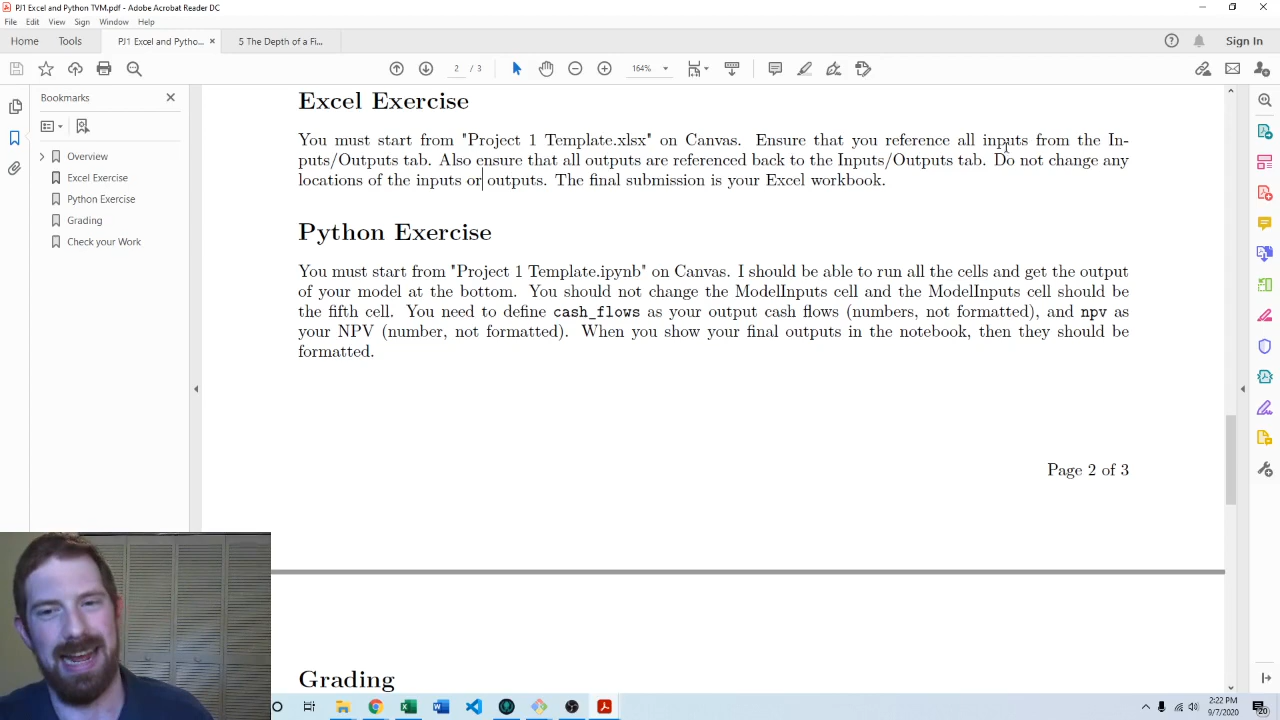 PJ1 Excel and Python TVM.pdf - Adobe Acrobat Reader DC
File Edit View Sign Window Help
Home Tools PJ1 Excel and Pytho... × 5 The Depth of a Fi... Sign In
2 / 3 164%
Bookmarks
Overview
Excel Exercise
Python Exercise
Grading
Check your Work
Excel Exercise
You must start from "Project 1 Template.xlsx" on Canvas. Ensure that you reference all inputs from the In-
puts/Outputs tab. Also ensure that all outputs are referenced back to the Inputs/Outputs tab. Do not change any
locations of the inputs or outputs. The final submission is your Excel workbook.
Python Exercise
You must start from "Project 1 Template.ipynb" on Canvas. I should be able to run all the cells and get the output
of your model at the bottom. You should not change the ModelInputs cell and the ModelInputs cell should be
the fifth cell. You need to define cash_flows as your output cash flows (numbers, not formatted), and npv as
your NPV (number, not formatted). When you show your final outputs in the notebook, then they should be
formatted.
Page 2 of 3
Grading
2:22 PM
9/7/2020
20